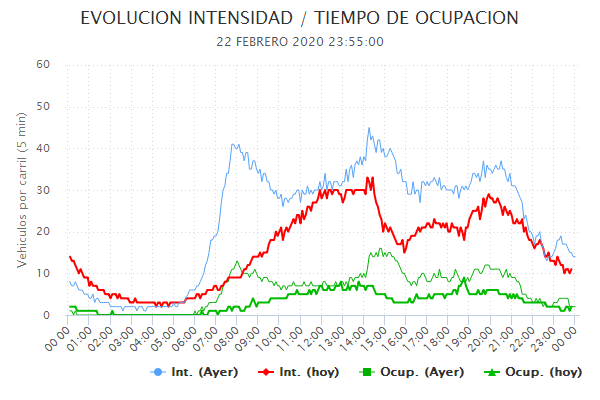 EVOLUCION INTENSIDAD / TIEMPO DE OCUPACION
22 FEBRERO 2020 23:55:00
Vehiculos por carril (5 min)
60
50
40
30
20
10
0
00:00 01:00 02:00 03:00 04:00 05:00 06:00 07:00 08:00 09:00 10:00 11:00 12:00 13:00 14:00 15:00 16:00 17:00 18:00 19:00 20:00 21:00 22:00 23:00 00:00
Int. (Ayer) Int. (hoy) Ocup. (Ayer) Ocup. (hoy)